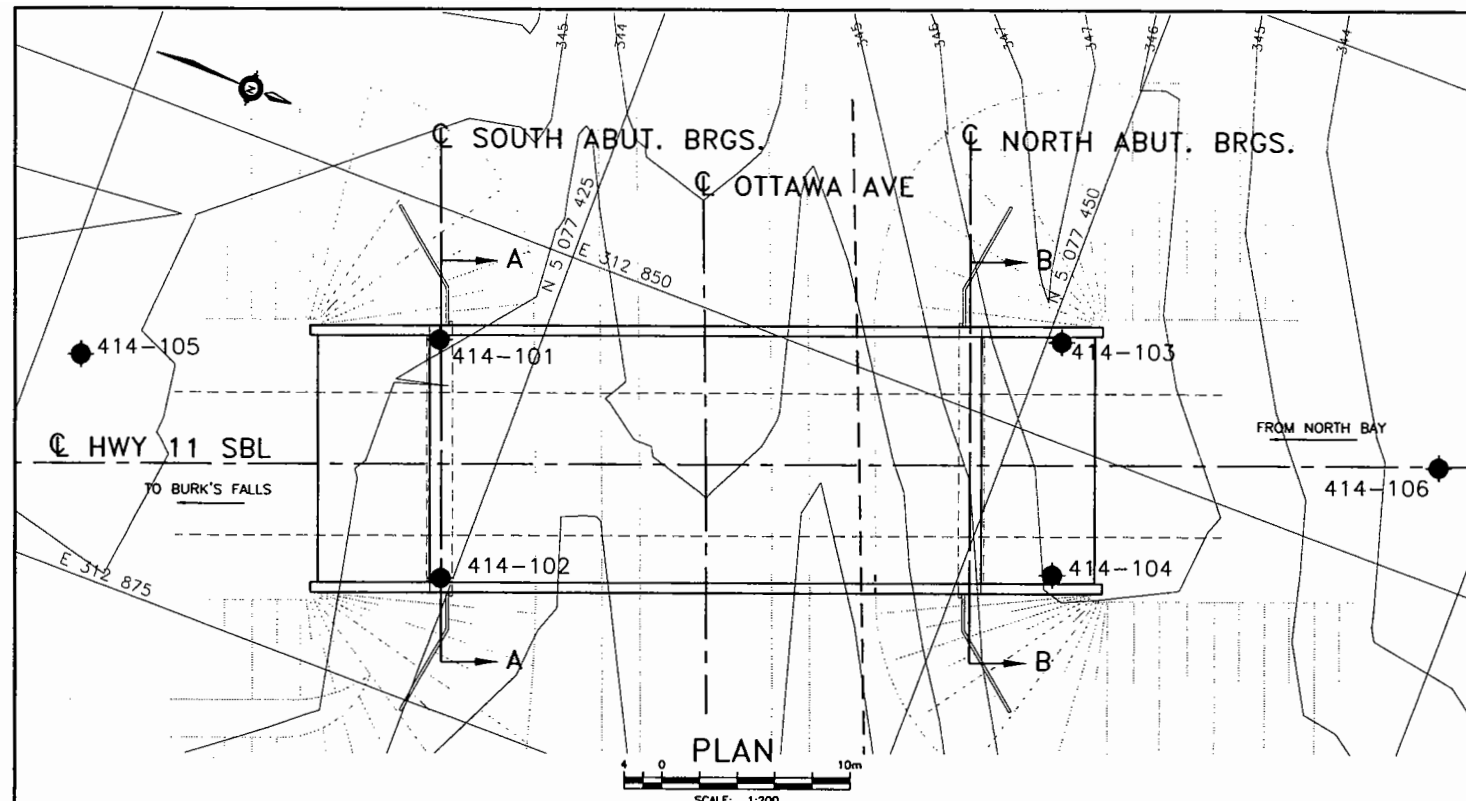 345
344
345
346
347
347
346
345
344
N
℄ SOUTH ABUT. BRGS.
℄ NORTH ABUT. BRGS.
℄ OTTAWA AVE
N 5 077 425
E 312 850
N 5 077 450
A
B
414-105
414-101
414-103
℄ HWY 11 SBL
TO BURK'S FALLS
FROM NORTH BAY
414-106
E 312 875
414-102
414-104
A
B
PLAN
4 0 10m
SCALE: 1:200